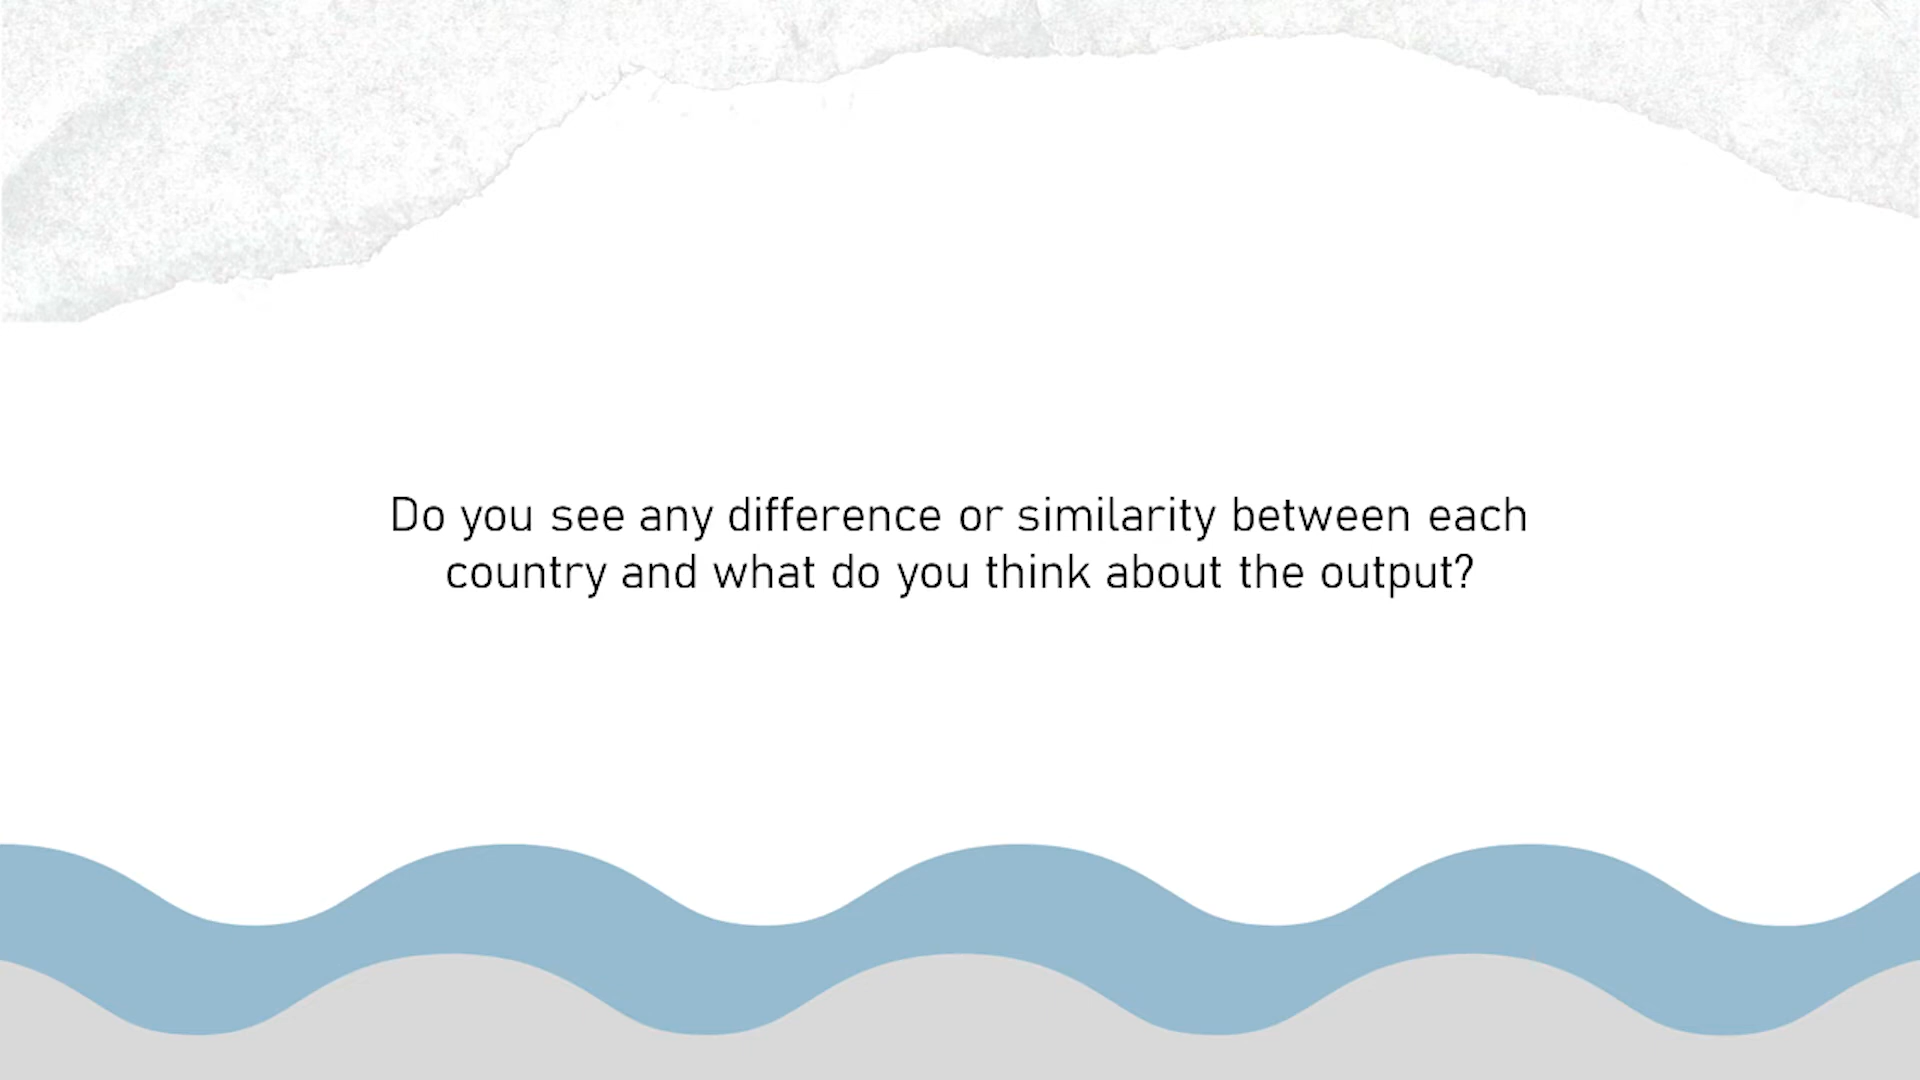 Do you see any difference or similarity between each
country and what do you think about the output?